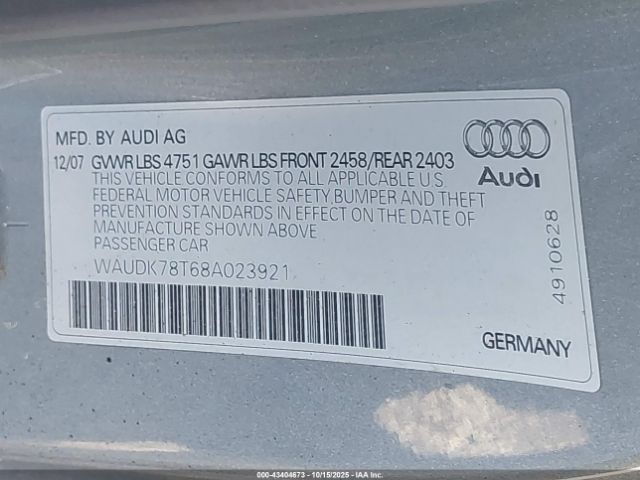 MFD. BY AUDI AG
12/07 GVWR LBS 4751 GAWR LBS FRONT 2458/REAR 2403
THIS VEHICLE CONFORMS TO ALL APPLICABLE U.S.
FEDERAL MOTOR VEHICLE SAFETY,BUMPER AND THEFT
PREVENTION STANDARDS IN EFFECT ON THE DATE OF
MANUFACTURE SHOWN ABOVE
PASSENGER CAR
WAUDK78T68A023921
Audi
4910628
GERMANY
000-43404673 - 10/15/2025 - IAA Inc.